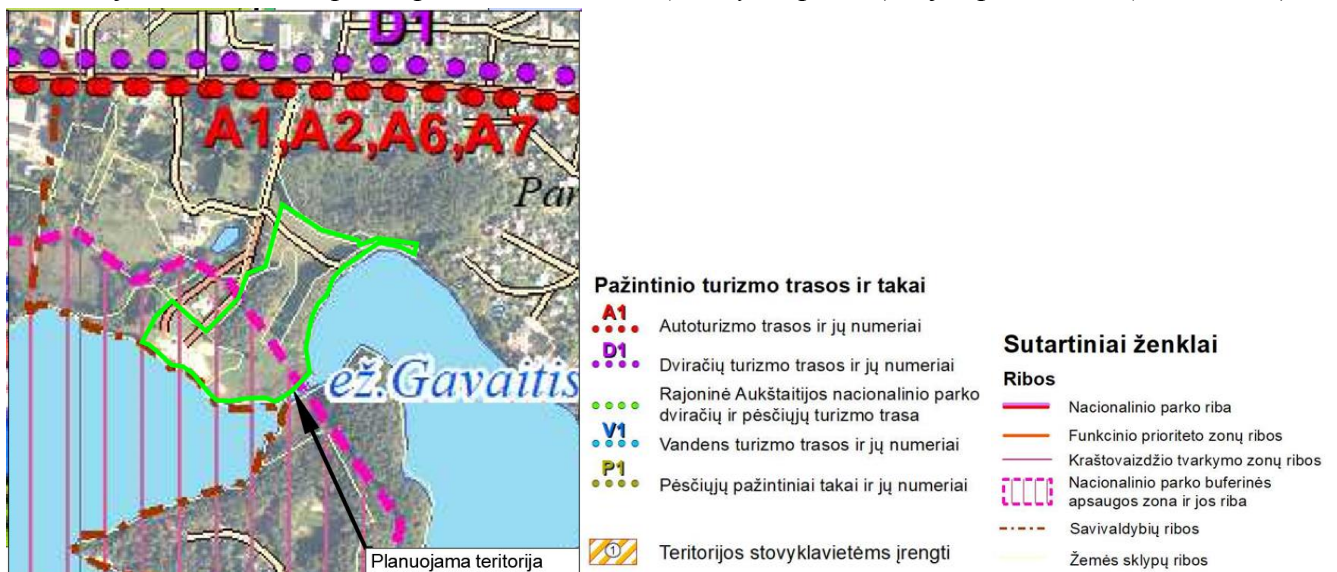 D1
A1,A2,A6,A7
Par
ež.Gavaitis
Planuojama teritorija
Pažintinio turizmo trasos ir takai
A1
Autoturizmo trasos ir jų numeriai
D1
Dviračių turizmo trasos ir jų numeriai
Rajoninė Aukštaitijos nacionalinio parko
dviračių ir pėsčiųjų turizmo trasa
V1
Vandens turizmo trasos ir jų numeriai
P1
Pėsčiųjų pažintiniai takai ir jų numeriai
1
Teritorijos stovyklavietėms įrengti
Sutartiniai ženklai
Ribos
Nacionalinio parko riba
Funkcinio prioriteto zonų ribos
Kraštovaizdžio tvarkymo zonų ribos
Nacionalinio parko buferinės
apsaugos zona ir jos riba
Savivaldybių ribos
Žemės sklypų ribos